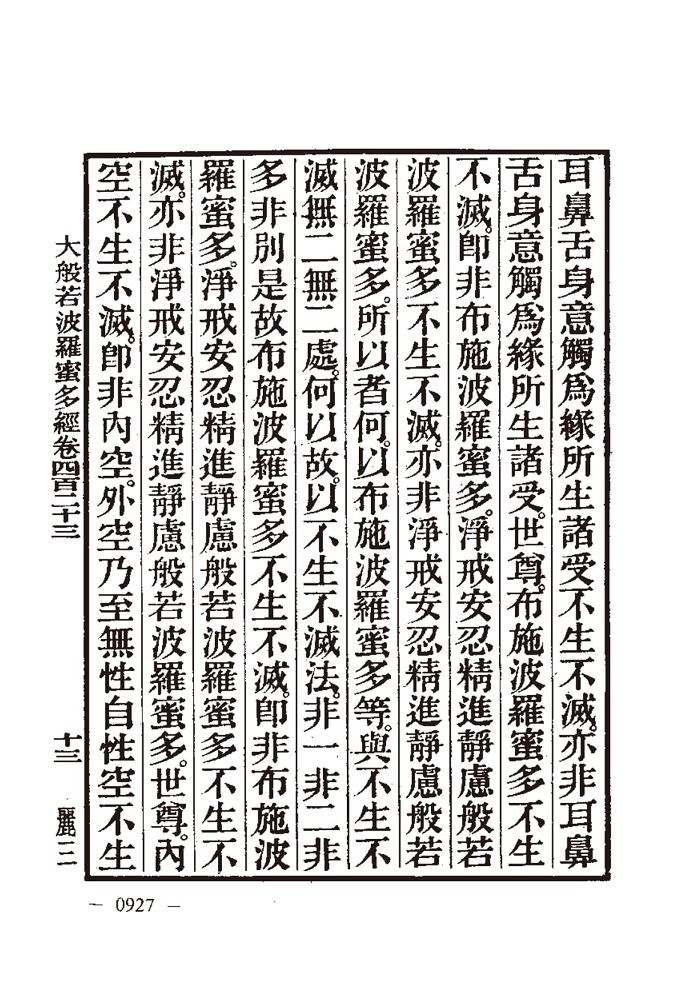 耳鼻舌身意觸爲緣所生諸受不生不滅。亦非耳鼻
舌身意觸爲緣所生諸受。世尊。布施波羅蜜多不生
不滅。卽非布施波羅蜜多。淨戒安忍精進靜慮般若
波羅蜜多不生不滅。亦非淨戒安忍精進靜慮般若
波羅蜜多。所以者何。以布施波羅蜜多等。與不生不
滅無二無二處。何以故。以不生不滅法。非一非二非
多非別是故布施波羅蜜多不生不滅。卽非布施波
羅蜜多。淨戒安忍精進靜慮般若波羅蜜多不生不
滅。亦非淨戒安忍精進靜慮般若波羅蜜多。世尊。內
空不生不滅。卽非內空。外空乃至無性自性空不生
大般若波羅蜜多經卷四百二十三 十三 麗三
— 0927 —